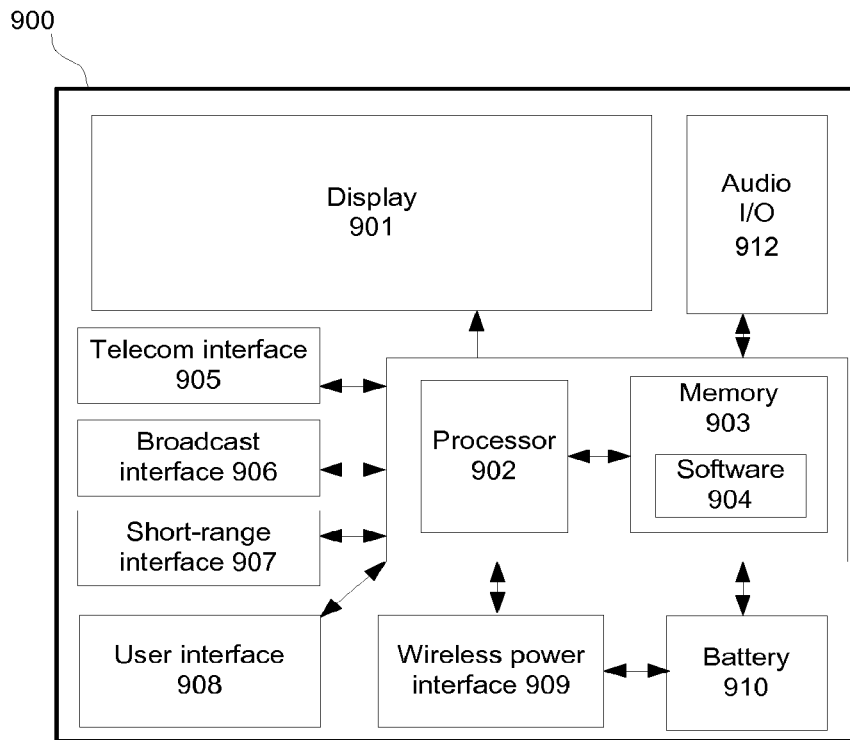 900
Display
901
Audio
I/O
912
Telecom interface
905
Broadcast
interface 906
Short-range
interface 907
Processor
902
Memory
903
Software
904
User interface
908
Wireless power
interface 909
Battery
910